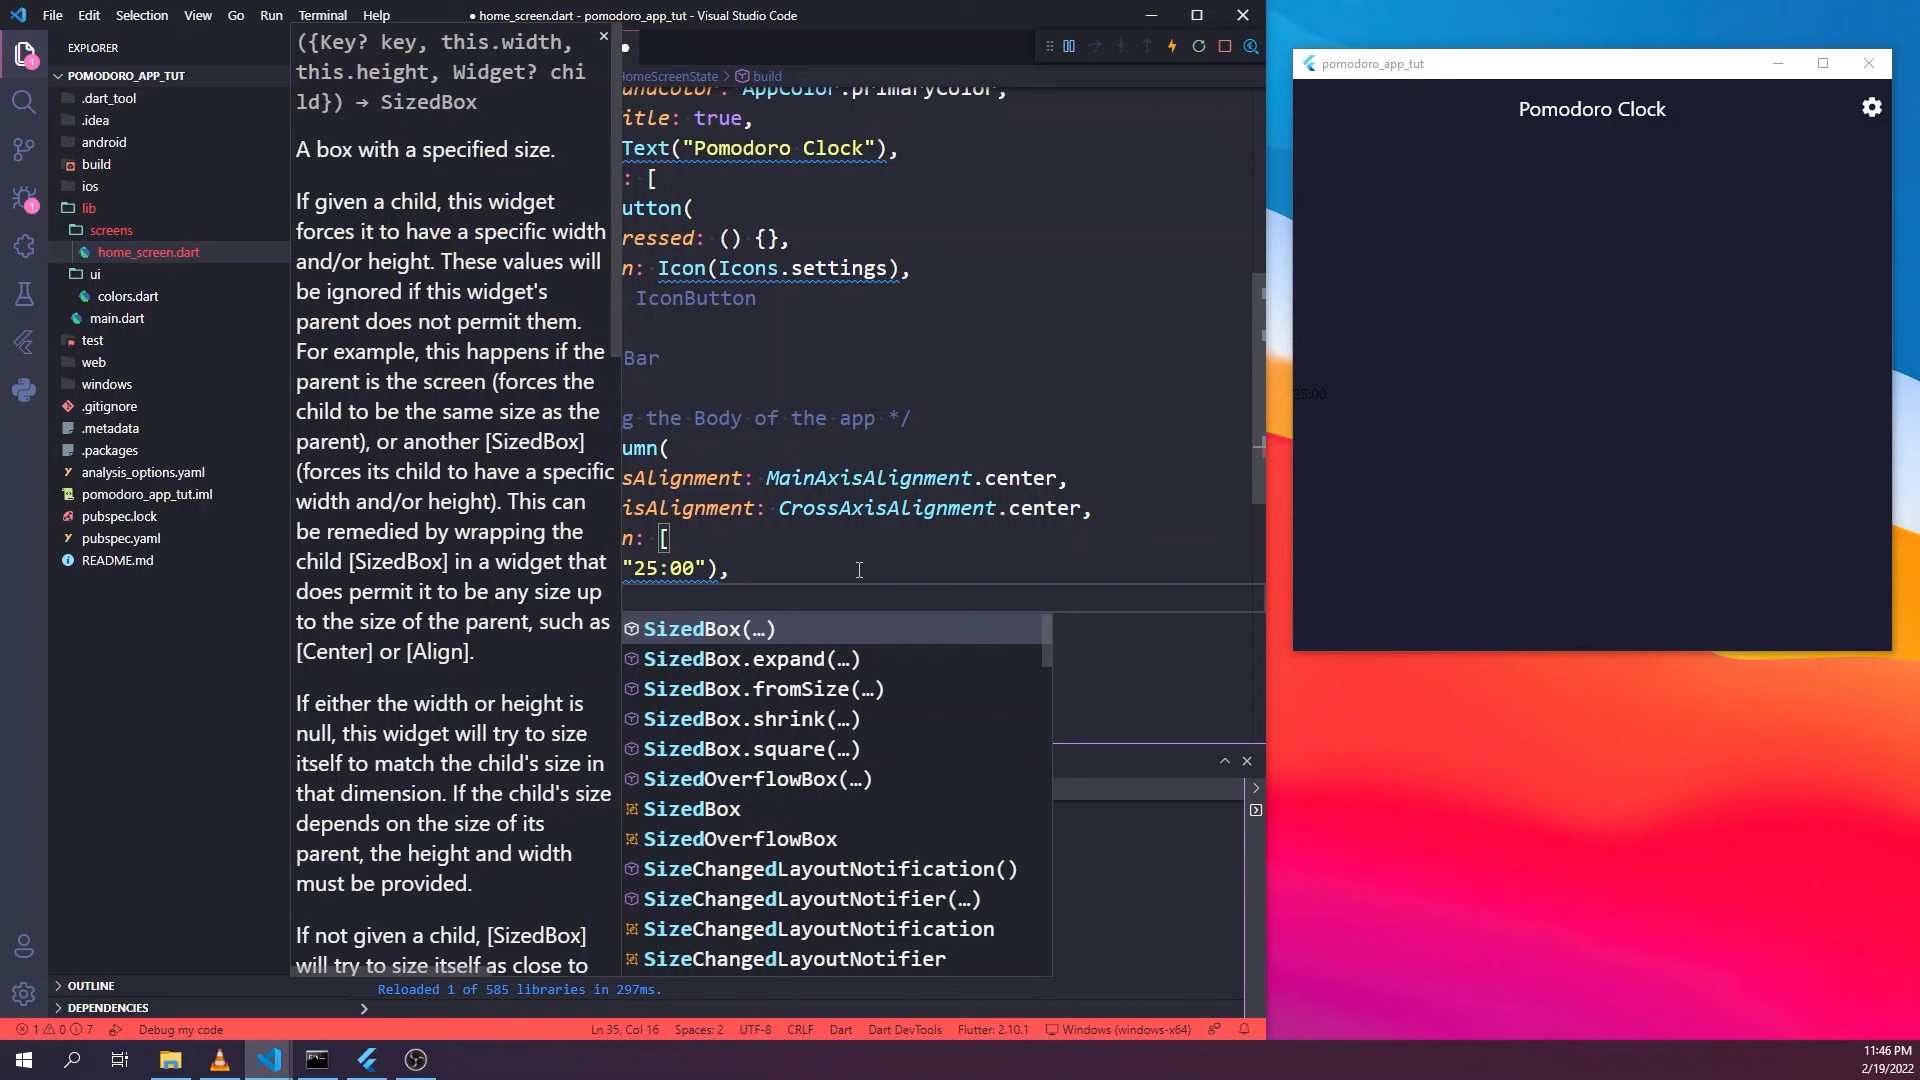 File Edit Selection View Go Run Terminal Help
● home_screen.dart - pomodoro_app_tut - Visual Studio Code
EXPLORER
POMODORO_APP_TUT
.dart_tool
.idea
android
build
ios
lib
screens
home_screen.dart
ui
colors.dart
main.dart
test
web
windows
.gitignore
.metadata
.packages
analysis_options.yaml
pomodoro_app_tut.iml
pubspec.lock
pubspec.yaml
README.md
OUTLINE
DEPENDENCIES
({Key? key, this.width,
this.height, Widget? chi
ld}) → SizedBox
A box with a specified size.
If given a child, this widget
forces it to have a specific width
and/or height. These values will
be ignored if this widget's
parent does not permit them.
For example, this happens if the
parent is the screen (forces the
child to be the same size as the
parent), or another [SizedBox]
(forces its child to have a specific
width and/or height). This can
be remedied by wrapping the
child [SizedBox] in a widget that
does permit it to be any size up
to the size of the parent, such as
[Center] or [Align].
If either the width or height is
null, this widget will try to size
itself to match the child's size in
that dimension. If the child's size
depends on the size of its
parent, the height and width
must be provided.
If not given a child, [SizedBox]
will try to size itself as close to
HomeScreenState > build
undColor: AppColor.primaryColor,
itle: true,
Text("Pomodoro Clock"),
: [
utton(
ressed: () {},
n: Icon(Icons.settings),
IconButton
Bar
g the Body of the app */
umn(
sAlignment: MainAxisAlignment.center,
isAlignment: CrossAxisAlignment.center,
n: [
"25:00"),
SizedBox(…)
SizedBox.expand(…)
SizedBox.fromSize(…)
SizedBox.shrink(…)
SizedBox.square(…)
SizedOverflowBox(…)
SizedBox
SizedOverflowBox
SizeChangedLayoutNotification()
SizeChangedLayoutNotifier(…)
SizeChangedLayoutNotification
SizeChangedLayoutNotifier
Reloaded 1 of 585 libraries in 297ms.
1 0 7 Debug my code Ln 35, Col 16 Spaces: 2 UTF-8 CRLF Dart Dart DevTools Flutter: 2.10.1 Windows (windows-x64)
pomodoro_app_tut
Pomodoro Clock
25:00
11:46 PM
2/19/2022